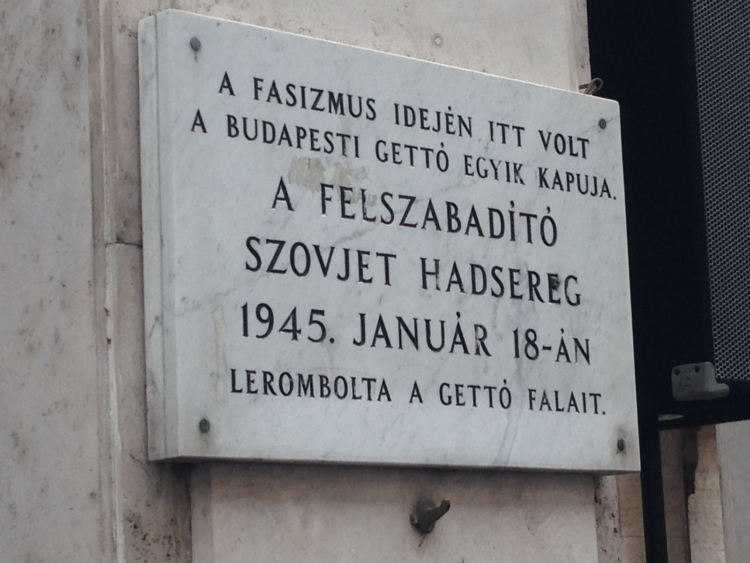 A FASIZMUS IDEJÉN ITT VOLT
A BUDAPESTI GETTÓ EGYIK KAPUJA.
A FELSZABADÍTÓ
SZOVJET HADSEREG
1945. JANUÁR 18-ÁN
LEROMBOLTA A GETTÓ FALAIT.